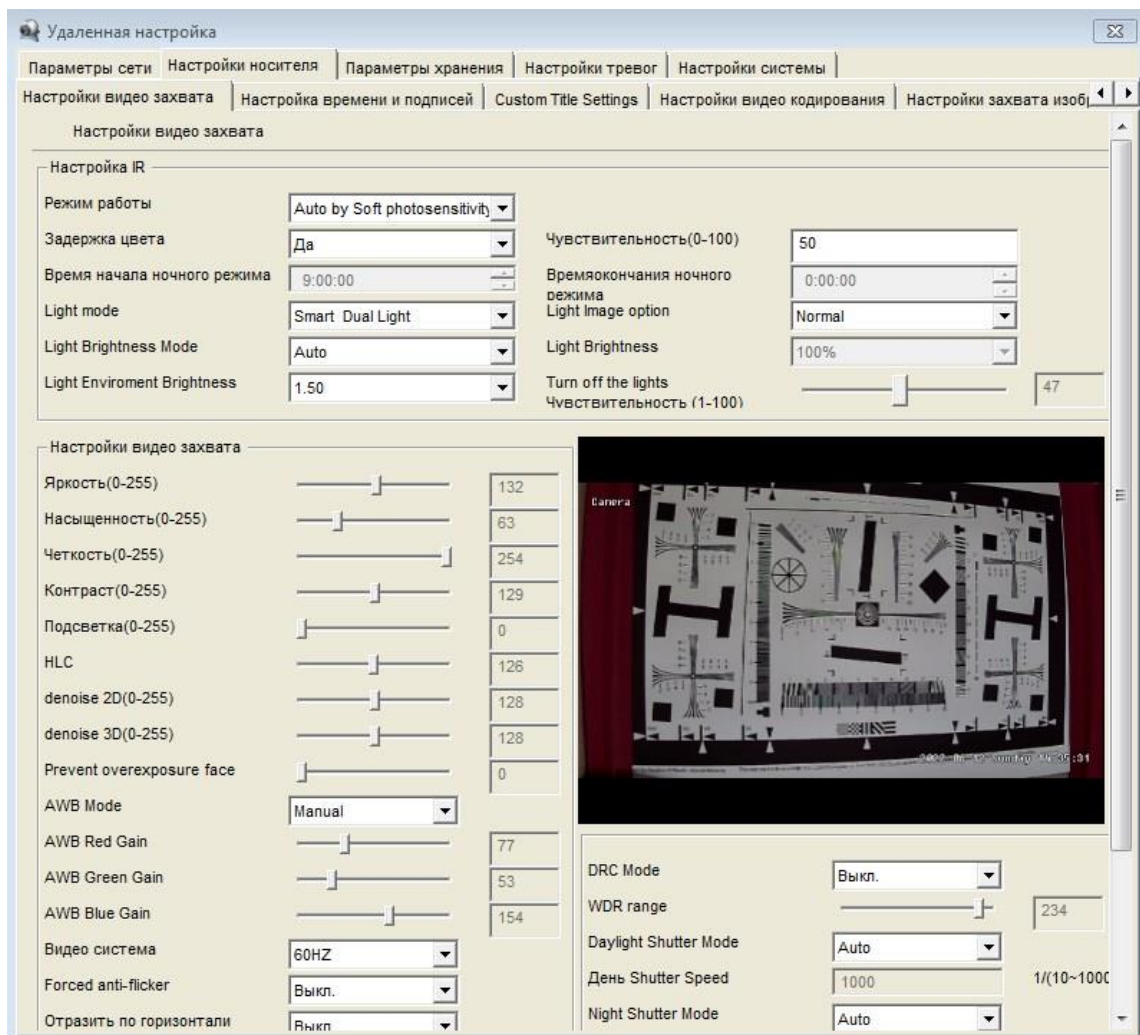 Удаленная настройка
Параметры сети Настройки носителя Параметры хранения Настройки тревог Настройки системы
Настройки видео захвата Настройка времени и подписей Custom Title Settings Настройки видео кодирования Настройки захвата изобр
Настройки видео захвата
Настройка IR
Режим работы Auto by Soft photosensitivity
Задержка цвета Да Чувствительность(0-100) 50
Время начала ночного режима 9:00:00 Времяокончания ночного режима 0:00:00
Light mode Smart Dual Light Light Image option Normal
Light Brightness Mode Auto Light Brightness 100%
Light Enviroment Brightness 1.50 Turn off the lights Чувствительность (1-100) 47
Настройки видео захвата
Яркость(0-255) 132
Насыщенность(0-255) 63
Четкость(0-255) 254
Контраст(0-255) 129
Подсветка(0-255) 0
HLC 126
denoise 2D(0-255) 128
denoise 3D(0-255) 128
Prevent overexposure face 0
AWB Mode Manual
AWB Red Gain 77
AWB Green Gain 53
AWB Blue Gain 154
Видео система 60HZ
Forced anti-flicker Выкл.
Отразить по горизонтали Выкл
Camera
DRC Mode Выкл.
WDR range 234
Daylight Shutter Mode Auto
День Shutter Speed 1000 1/(10~1000
Night Shutter Mode Auto